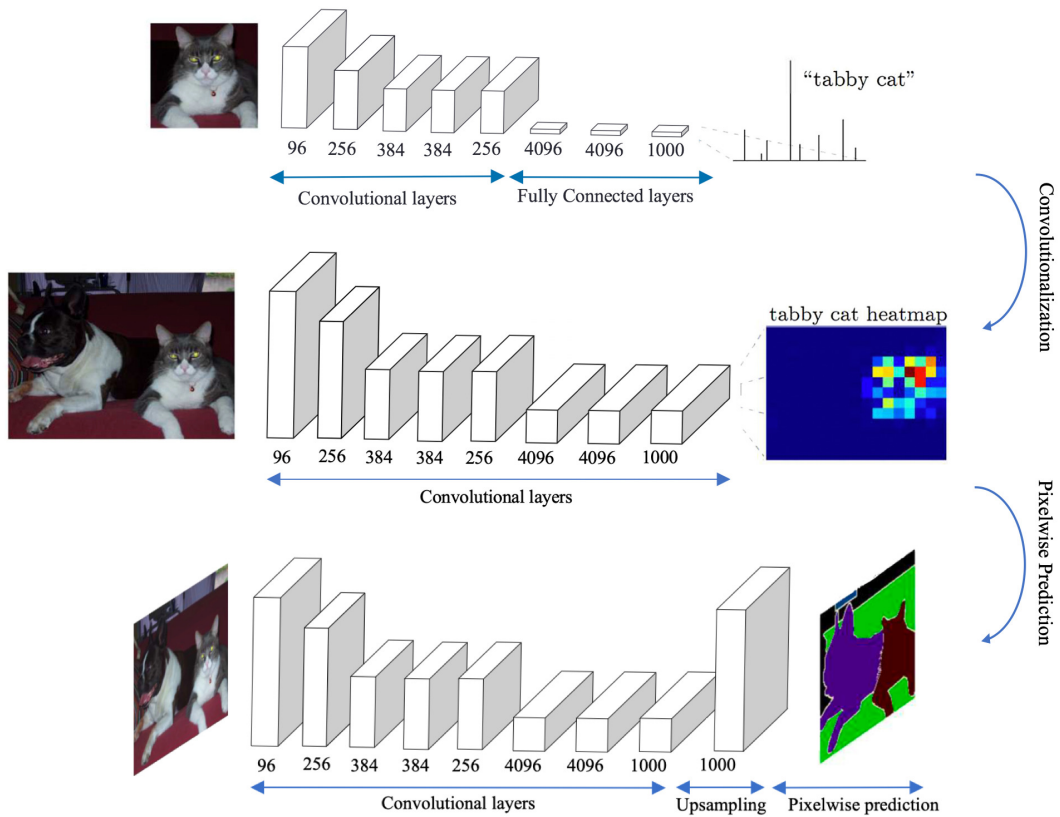 “tabby cat”
96 256 384 384 256 4096 4096 1000
Convolutional layers Fully Connected layers
Convolutionalization
tabby cat heatmap
96 256 384 384 256 4096 4096 1000
Convolutional layers
Pixelwise Prediction
96 256 384 384 256 4096 4096 1000 1000
Convolutional layers Upsampling Pixelwise prediction